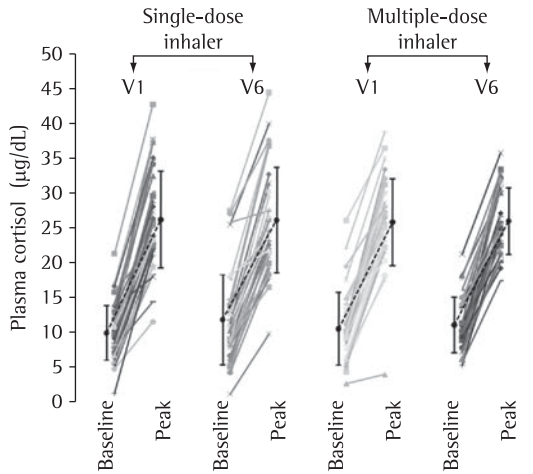 Single-dose
inhaler
Multiple-dose
inhaler
V1
V6
V1
V6
Plasma cortisol (µg/dL)
50
45
40
35
30
25
20
15
10
5
0
Baseline
Peak
Baseline
Peak
Baseline
Peak
Baseline
Peak